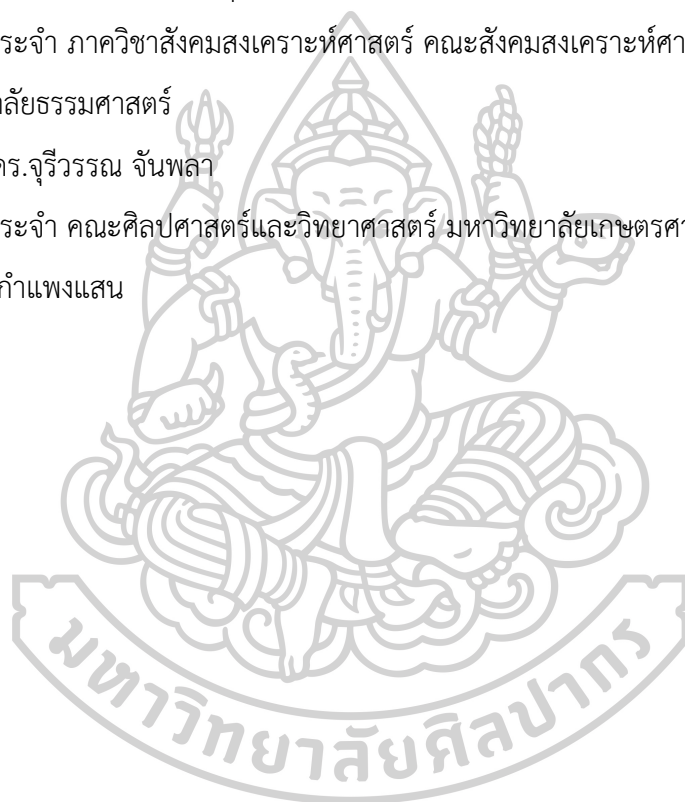 ระจำ ภาควิชาสังคมสงเคราะห์ศาสตร์ คณะสังคมสงเคราะห์ศา
าลัยธรรมศาสตร์
ดร.จุรีวรรณ จันพลา
ระจำ คณะศิลปศาสตร์และวิทยาศาสตร์ มหาวิทยาลัยเกษตรศา
กำแพงแสน
มหาวิทยาลัยศิลปากร